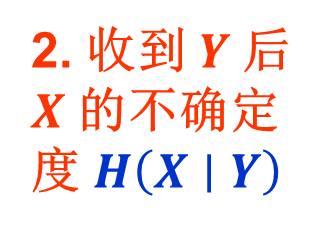 2. 收到 Y 后
X 的不确定
度 H(X | Y)